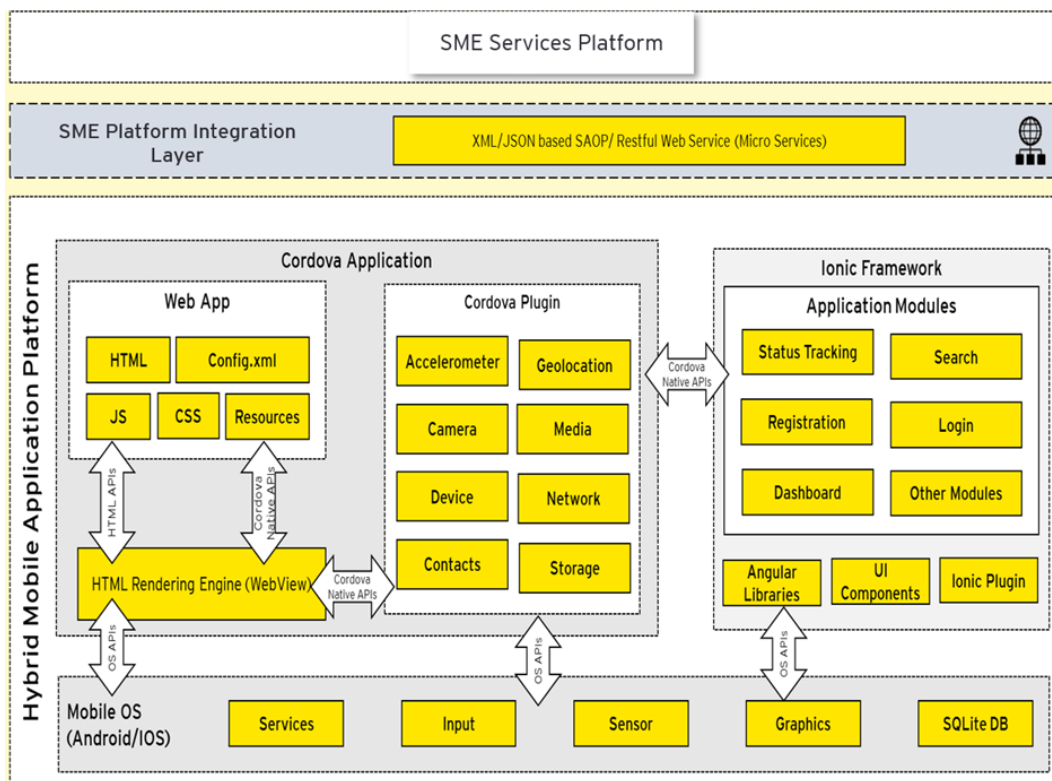 SME Services Platform
SME Platform Integration
Layer
XML/JSON based SAOP/ Restful Web Service (Micro Services)
Hybrid Mobile Application Platform
Cordova Application
Web App
HTML
Config.xml
JS
CSS
Resources
HTML APIs
Cordova
Native APIs
HTML Rendering Engine (WebView)
Cordova
Native APIs
Cordova Plugin
Accelerometer
Geolocation
Camera
Media
Device
Network
Contacts
Storage
Cordova
Native APIs
Ionic Framework
Application Modules
Status Tracking
Search
Registration
Login
Dashboard
Other Modules
Angular
Libraries
UI
Components
Ionic Plugin
OS APIs
OS APIs
OS APIs
Mobile OS
(Android/IOS)
Services
Input
Sensor
Graphics
SQLite DB